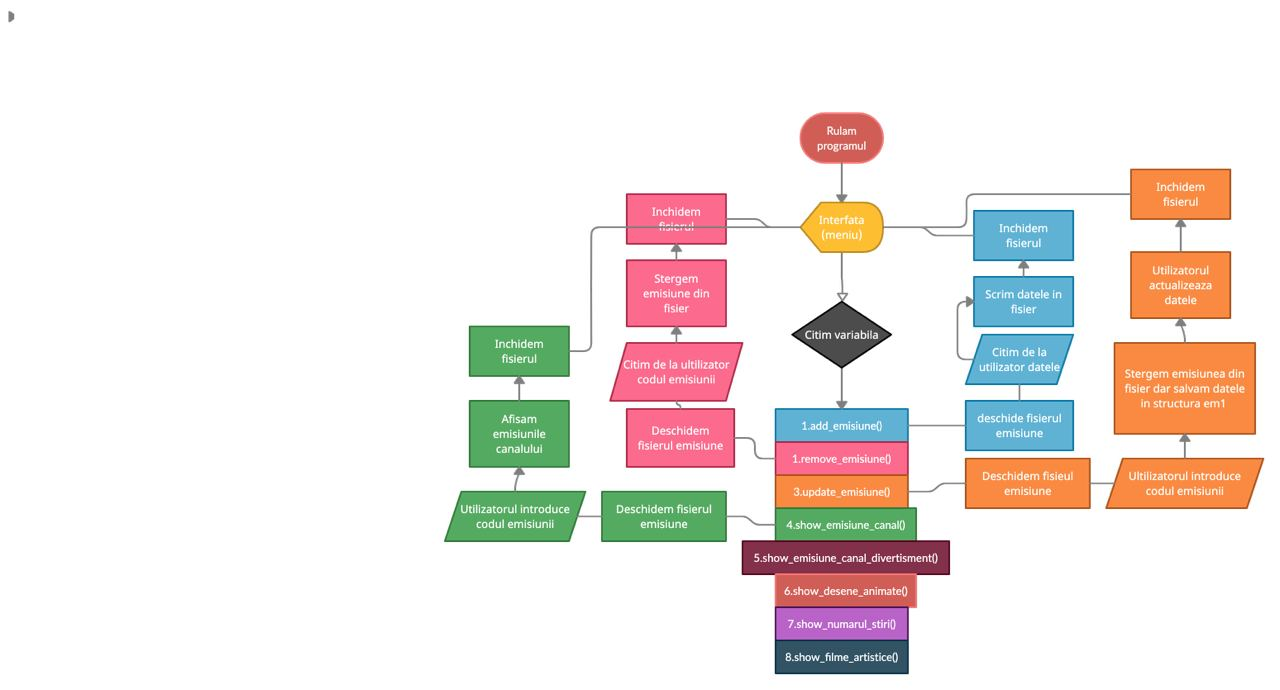 Rulam
programul
Interfata
(meniu)
Citim variabila
1.add_emisiune()
1.remove_emisiune()
3.update_emisiune()
4.show_emisiune_canal()
5.show_emisiune_canal_divertisment()
6.show_desene_animate()
7.show_numarul_stiri()
8.show_filme_artistice()
Inchidem
fisierul
Stergem
emisiune din
fisier
Citim de la ultilizator
codul emisiunii
Deschidem
fisierul emisiune
Inchidem
fisierul
Afisam
emisiunile
canalului
Utilizatorul introduce
codul emisiunii
Deschidem fisierul
emisiune
Inchidem
fisierul
Scrim datele in
fisier
Citim de la
utilizator datele
deschide fisierul
emisiune
Inchidem
fisierul
Utilizatorul
actualizeaza
datele
Stergem emisiunea din
fisier dar salvam datele
in structura em1
Deschidem fisieul
emisiune
Ultilizatorul introduce
codul emisiunii